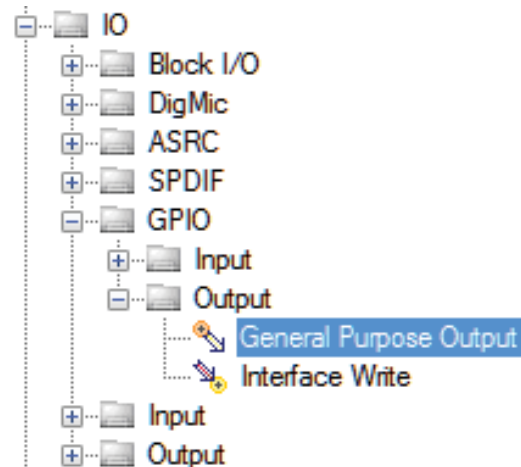 IO
Block I/O
DigMic
ASRC
SPDIF
GPIO
Input
Output
General Purpose Output
Interface Write
Input
Output